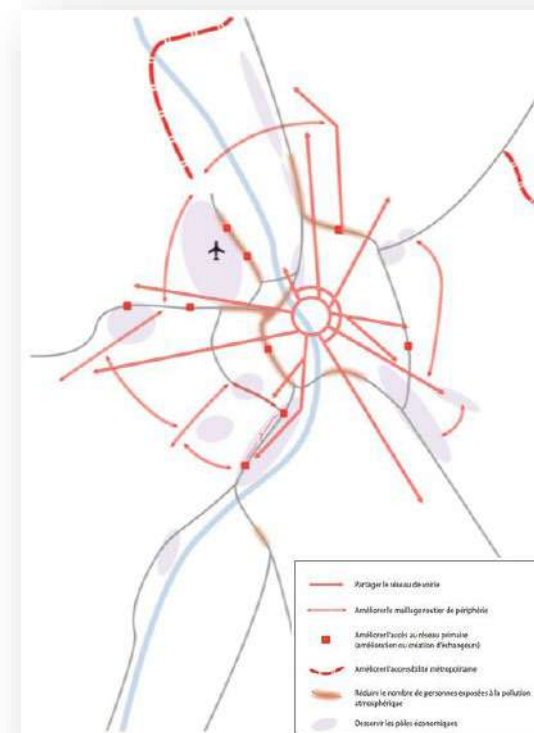 Partager le réseau de voirie
Améliorer le maillage routier de périphérie
Améliorer l'accès au réseau primaire
(amélioration ou création d'échangeurs)
Améliorer l'accessibilité métropolitaine
Réduire le nombre de personnes exposées à la pollution
atmosphérique
Desservir les pôles économiques